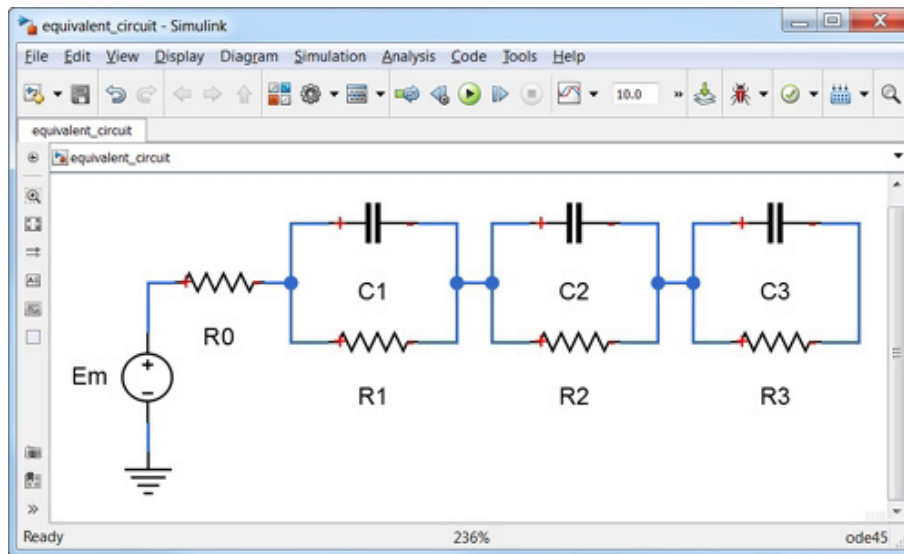 equivalent_circuit - Simulink
File Edit View Display Diagram Simulation Analysis Code Tools Help
10.0 »
equivalent_circuit
equivalent_circuit
C1 C2 C3
R0
Em
R1 R2 R3
Ready 236% ode45